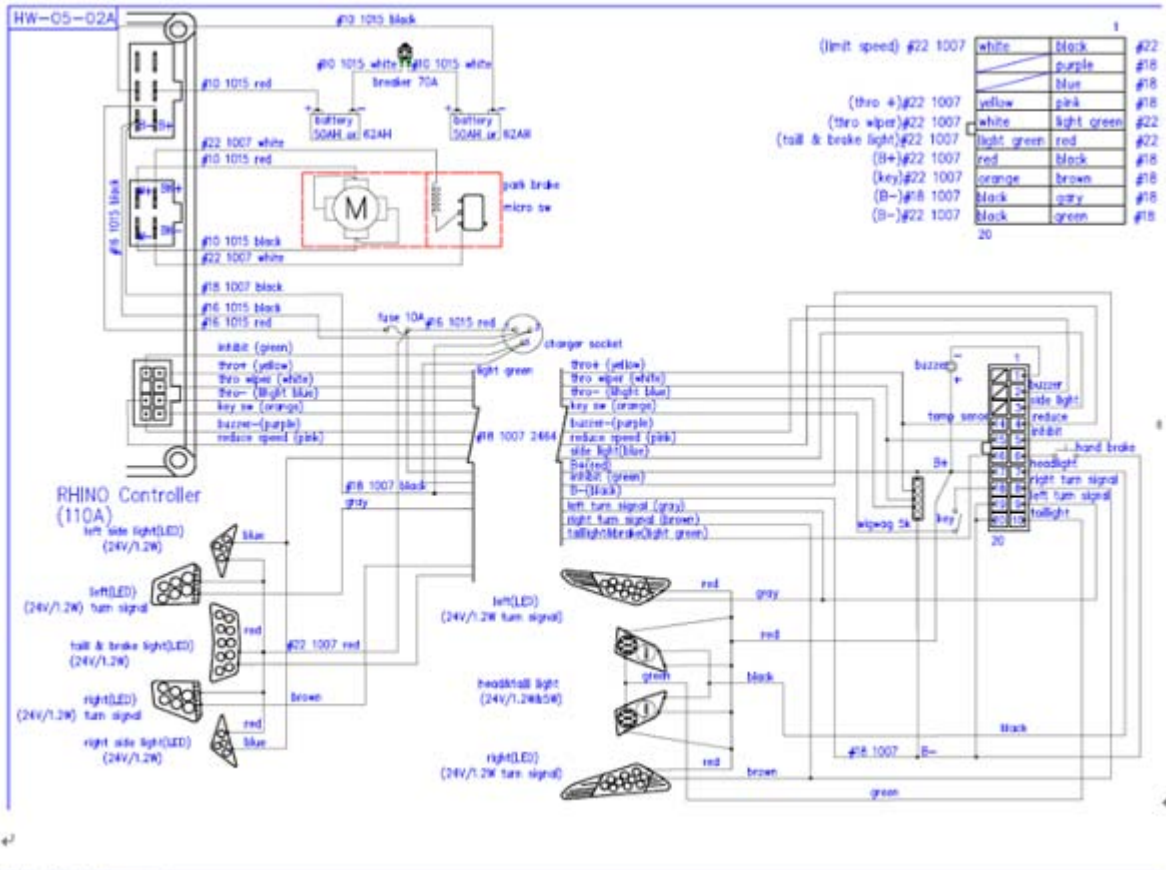 HW-05-02A
#10 1015 black
#10 1015 white #10 1015 white
breaker 70A
#10 1015 red
+ - + -
battery battery
50AH or 62AH 50AH or 62AH
B- B+
#22 1007 white
#10 1015 red
park brake
micro sw
M
#16 1015 black
#10 1015 black
#22 1007 white
#18 1007 black
#16 1015 black
#16 1015 red
fuse 10A #16 1015 red
charger socket
inhibit (green)
thro+ (yellow)
thro wiper (white)
thro- (lihght blue)
key sw (orange)
buzzer-(purple)
reduce speed (pink)
light green
#18 1007 2464
#18 1007 black
gray
thro+ (yellow)
thro wiper (white)
thro- (lihght blue)
key sw (orange)
buzzer-(purple)
reduce speed (pink)
side light(blue)
B+(red)
inhibit (green)
B-(black)
left turn signal (gray)
right turn signal (brown)
taillight&brake(light green)
1
(limit speed) #22 1007 white black #22
purple #18
blue #18
(thro +)#22 1007 yellow pink #18
(thro wiper)#22 1007 white light green #22
(taill & brake light)#22 1007 light green red #22
(B+)#22 1007 red black #18
(key)#22 1007 orange brown #18
(B-)#18 1007 black gary #18
(B-)#22 1007 black green #18
20
buzzer
-
+
1
buzzer
side light
reduce
inhibit
hand brake
headlight
right turn signal
left turn signal
taillight
20
B+
wigwag 5k
key
RHINO Controller
(110A)
left side light(LED)
(24V/1.2W)
blue
left(LED)
(24V/1.2W) turn signal
red
taill & brake light(LED)
(24V/1.2W)
#22 1007 red
right(LED)
(24V/1.2W) turn signal
brown
red
right side light(LED)
(24V/1.2W)
blue
left(LED)
(24V/1.2W turn signal)
red
gray
red
green
head&taill light
(24V/1.2W&5W)
black
black
#18 1007 B-
right(LED)
(24V/1.2W turn signal)
red
brown
green